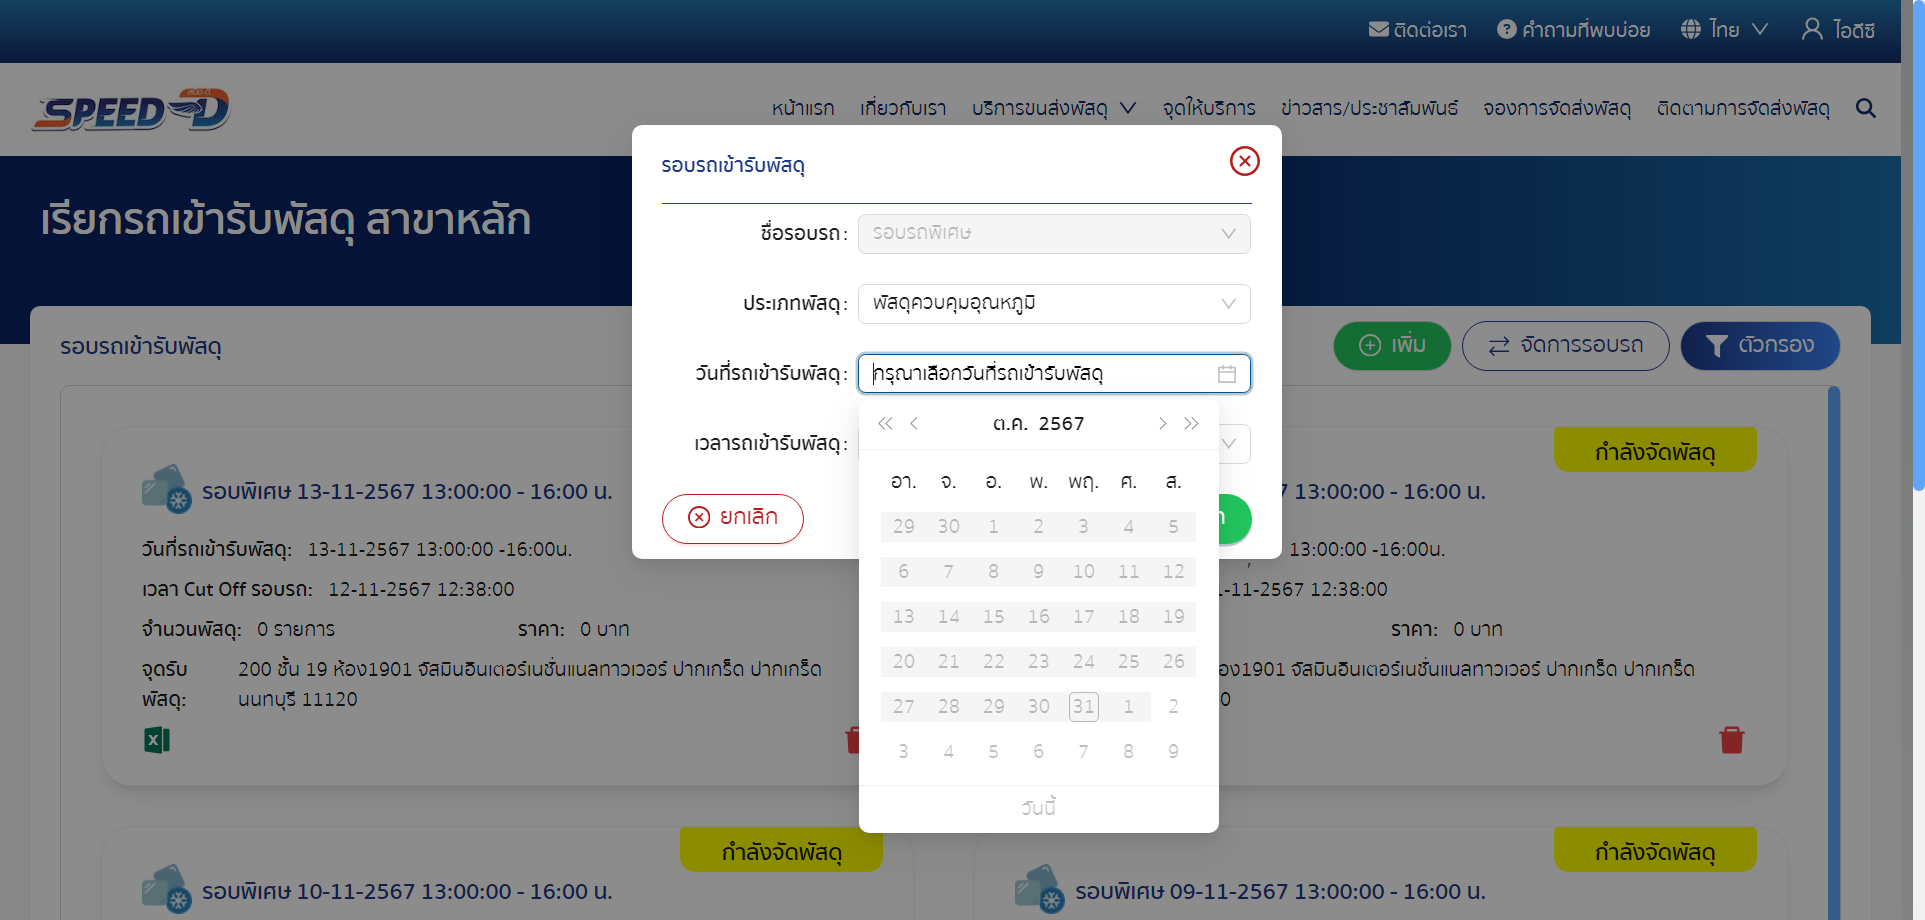 ติดต่อเรา คำถามที่พบบ่อย ไทย ไอดีซี
SPEED-D
หน้าแรก เกี่ยวกับเรา บริการขนส่งพัสดุ จุดให้บริการ ข่าวสาร/ประชาสัมพันธ์ จองการจัดส่งพัสดุ ติดตามการจัดส่งพัสดุ
เรียกรถเข้ารับพัสดุ สาขาหลัก
รอบรถเข้ารับพัสดุ
เพิ่ม จัดการรอบรถ ตัวกรอง
รอบรถเข้ารับพัสดุ
ชื่อรอบรถ: รอบรถพิเศษ
ประเภทพัสดุ: พัสดุควบคุมอุณหภูมิ
วันที่รถเข้ารับพัสดุ: กรุณาเลือกวันที่รถเข้ารับพัสดุ
เวลารถเข้ารับพัสดุ:
ยกเลิก
ต.ค. 2567
อา. จ. อ. พ. พฤ. ศ. ส.
29 30 1 2 3 4 5
6 7 8 9 10 11 12
13 14 15 16 17 18 19
20 21 22 23 24 25 26
27 28 29 30 31 1 2
3 4 5 6 7 8 9
วันนี้
รอบพิเศษ 13-11-2567 13:00:00 - 16:00 น.
วันที่รถเข้ารับพัสดุ: 13-11-2567 13:00:00 -16:00น.
เวลา Cut Off รอบรถ: 12-11-2567 12:38:00
จำนวนพัสดุ: 0 รายการ ราคา: 0 บาท
จุดรับ 200 ชั้น 19 ห้อง1901 จัสมินอินเตอร์เนชั่นแนลทาวเวอร์ ปากเกร็ด ปากเกร็ด
พัสดุ: นนทบุรี 11120
กำลังจัดพัสดุ
13:00:00 - 16:00 น.
13:00:00 -16:00น.
-11-2567 12:38:00
ราคา: 0 บาท
1901 จัสมินอินเตอร์เนชั่นแนลทาวเวอร์ ปากเกร็ด ปากเกร็ด
กำลังจัดพัสดุ
รอบพิเศษ 10-11-2567 13:00:00 - 16:00 น.
กำลังจัดพัสดุ
รอบพิเศษ 09-11-2567 13:00:00 - 16:00 น.